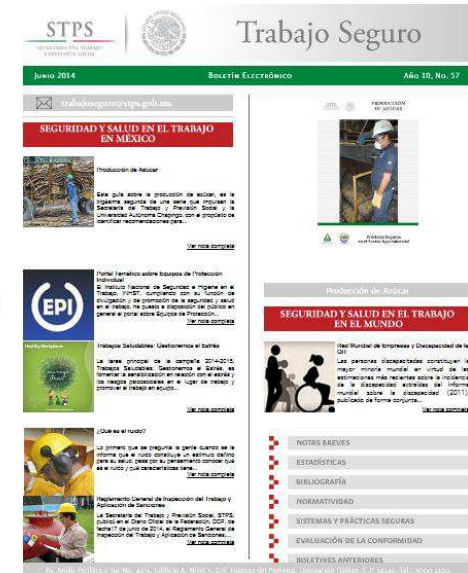 STPS
SECRETARÍA DEL TRABAJO
Y PREVISIÓN SOCIAL
Trabajo Seguro
Junio 2014
Boletín Electrónico
Año 10, No. 57
trabajoseguro@stps.gob.mx
SEGURIDAD Y SALUD EN EL TRABAJO
EN MÉXICO
Producción de Azúcar
Esta guía sobre la producción de azúcar, es la
trigésima segunda de una serie que impulsan la
Secretaría del Trabajo y Previsión Social y la
Universidad Autónoma Chapingo, con el propósito de
identificar recomendaciones para...
Ver nota completa
EPI
Portal Temático sobre Equipos de Protección
Individual
El Instituto Nacional de Seguridad e Higiene en el
Trabajo, INHST, cumpliendo con su función de
divulgación y de promoción de la seguridad y salud
en el trabajo, ha puesto a disposición del público en
general el portal sobre Equipos de Protección...
Ver nota completa
Healthy Workplaces
Trabajos Saludables: Gestionemos el Estrés
La tarea principal de la campaña 2014-2015,
Trabajos Saludables: Gestionemos el Estrés, es
fomentar la sensibilización en relación con el estrés y
los riesgos psicosociales en el lugar de trabajo y
promover el trabajo en equipo...
Ver nota completa
¿Qué es el ruido?
Lo primero que se pregunta la gente cuando se le
informa que el ruido constituye un estímulo dañino
para su salud, pasa por su pensamiento conocer qué
es el ruido y qué características tiene...
Ver nota completa
Reglamento General de Inspección del Trabajo y
Aplicación de Sanciones
La Secretaría del Trabajo y Previsión Social, STPS,
publicó en el Diario Oficial de la Federación, DOF, de
fecha 17 de junio de 2014, el Reglamento General de
Inspección del Trabajo y Aplicación de Sanciones,...
Ver nota completa
PRODUCCIÓN
DE AZÚCAR
Prácticas Seguras
en el Sector Agroindustrial
Producción de Azúcar
SEGURIDAD Y SALUD EN EL TRABAJO
EN EL MUNDO
Red Mundial de Empresas y Discapacidad de la
OIT
Las personas discapacitadas constituyen la
mayor minoría mundial en virtud de las
estimaciones más recientes sobre la incidencia
de la discapacidad extraídas del informe
mundial sobre la discapacidad (2011),
publicado de forma conjunta...
Ver nota completa
NOTAS BREVES
ESTADÍSTICAS
BIBLIOGRAFÍA
NORMATIVIDAD
SISTEMAS Y PRÁCTICAS SEGURAS
EVALUACIÓN DE LA CONFORMIDAD
BOLETINES ANTERIORES